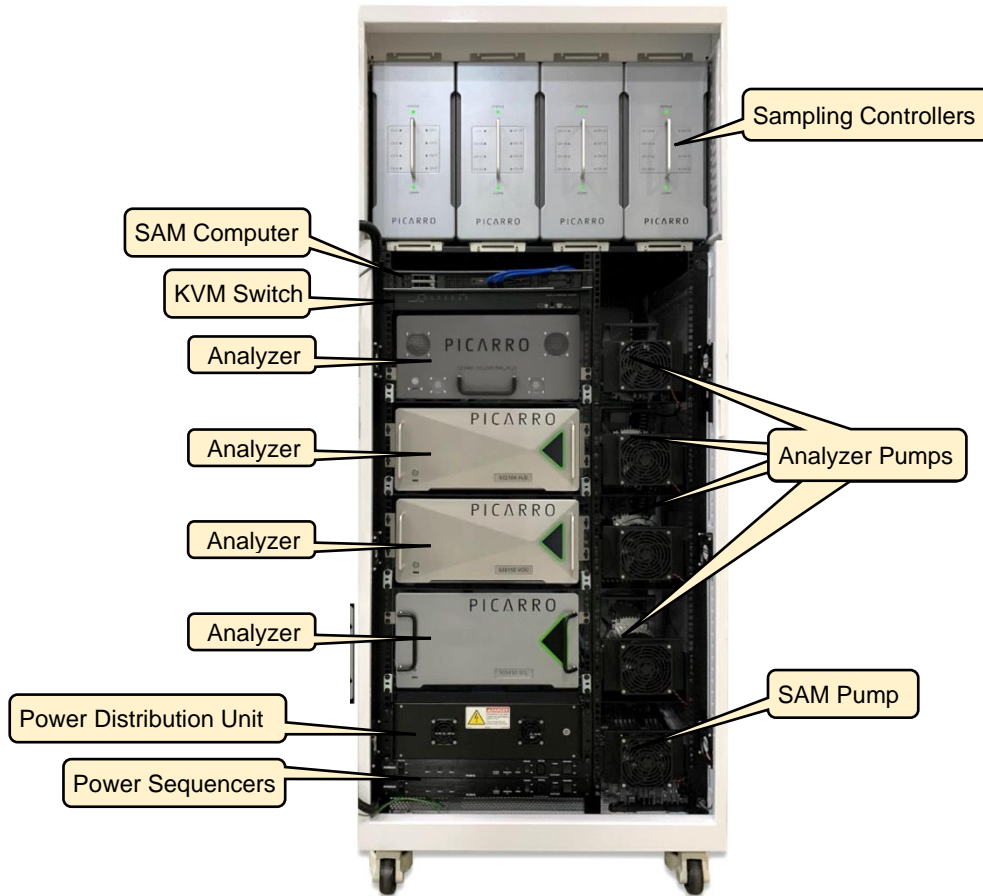 Sampling Controllers
PICARRO
PICARRO
PICARRO
PICARRO
SAM Computer
KVM Switch
Analyzer
PICARRO
Analyzer
PICARRO
Analyzer Pumps
Analyzer
PICARRO
Analyzer
PICARRO
SAM Pump
Power Distribution Unit
Power Sequencers